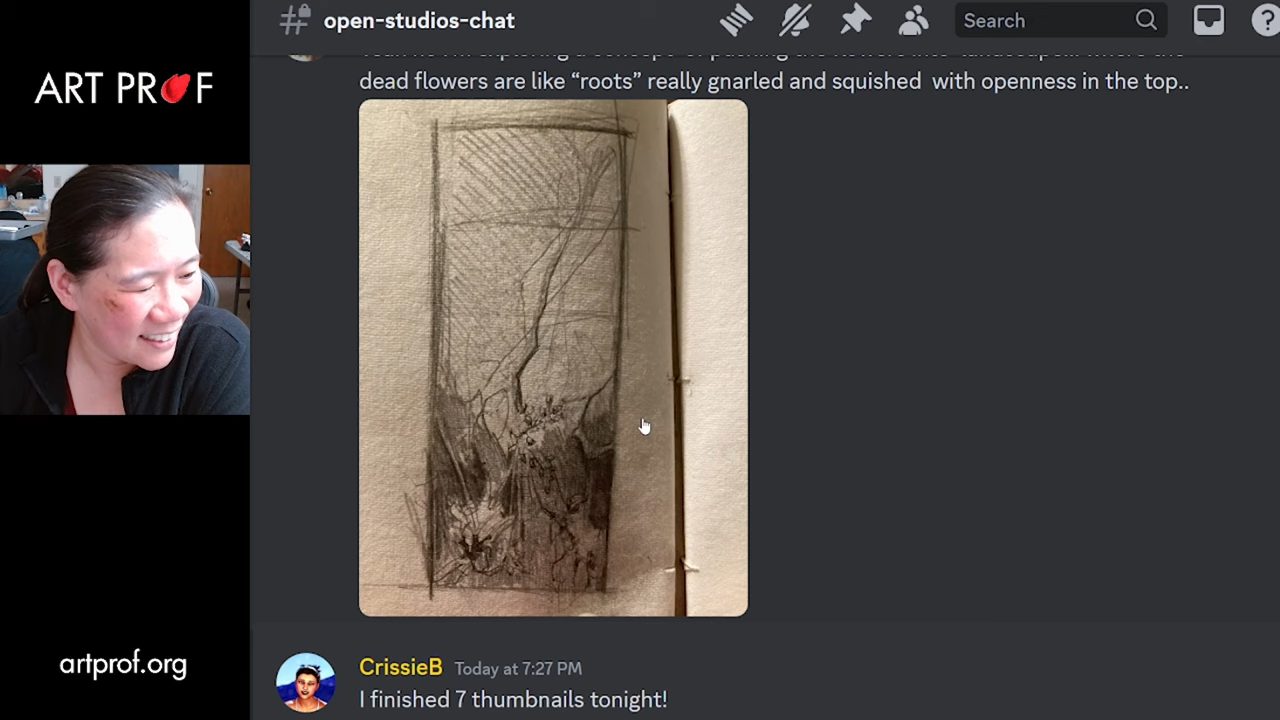 ART PROF
artprof.org
open-studios-chat
Search
dead flowers are like “roots” really gnarled and squished  with openness in the top..
CrissieB Today at 7:27 PM
I finished 7 thumbnails tonight!